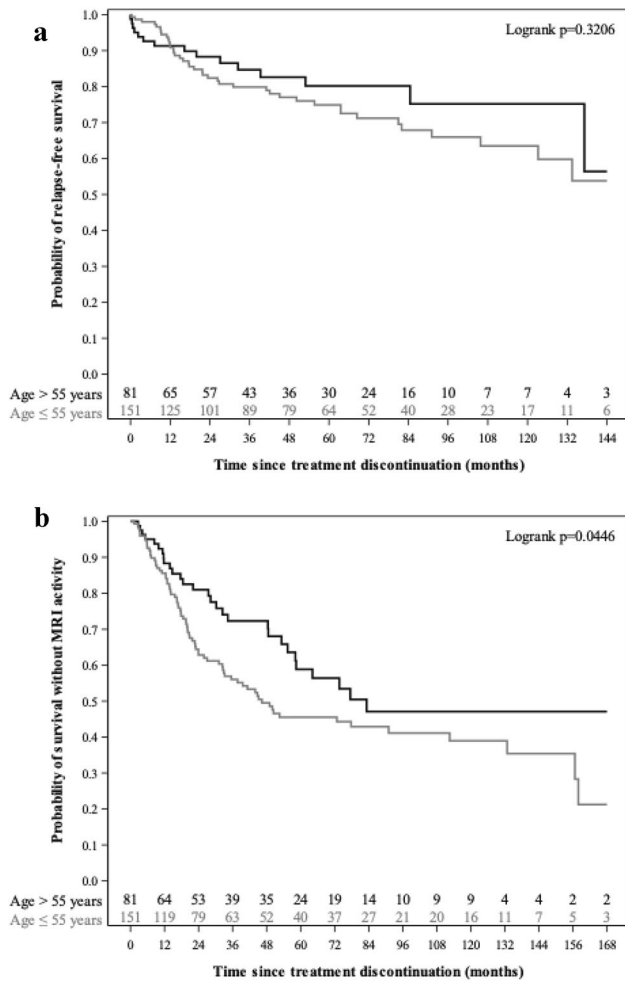 a
Logrank p=0.3206
Probability of relapse-free survival
1.0
0.9
0.8
0.7
0.6
0.5
0.4
0.3
0.2
0.1
0.0
Age > 55 years 81 65 57 43 36 30 24 16 10 7 7 4 3
Age ≤ 55 years 151 125 101 89 79 64 52 40 28 23 17 11 6
0 12 24 36 48 60 72 84 96 108 120 132 144
Time since treatment discontinuation (months)
b
Logrank p=0.0446
Probability of survival without MRI activity
1.0
0.9
0.8
0.7
0.6
0.5
0.4
0.3
0.2
0.1
0.0
Age > 55 years 81 64 53 39 35 24 19 14 10 9 9 4 4 2 2
Age ≤ 55 years 151 119 79 63 52 40 37 27 21 20 16 11 7 5 3
0 12 24 36 48 60 72 84 96 108 120 132 144 156 168
Time since treatment discontinuation (months)